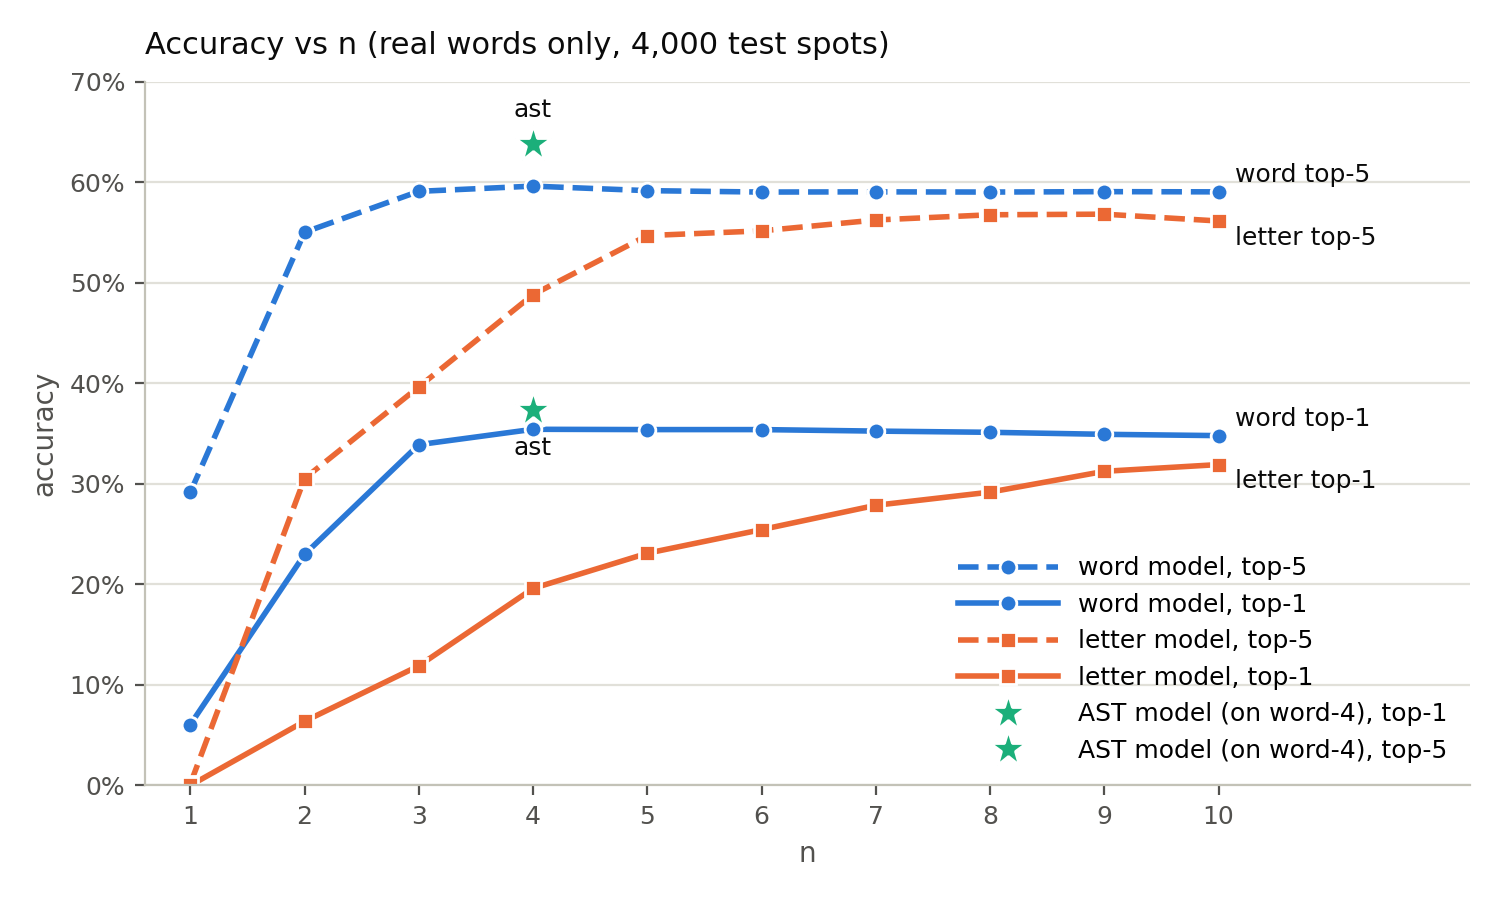 Accuracy vs n (real words only, 4,000 test spots)
70%
60%
50%
40%
30%
20%
10%
0%
accuracy
ast
ast
word top-5
letter top-5
word top-1
letter top-1
word model, top-5
word model, top-1
letter model, top-5
letter model, top-1
AST model (on word-4), top-1
AST model (on word-4), top-5
1 2 3 4 5 6 7 8 9 10
n